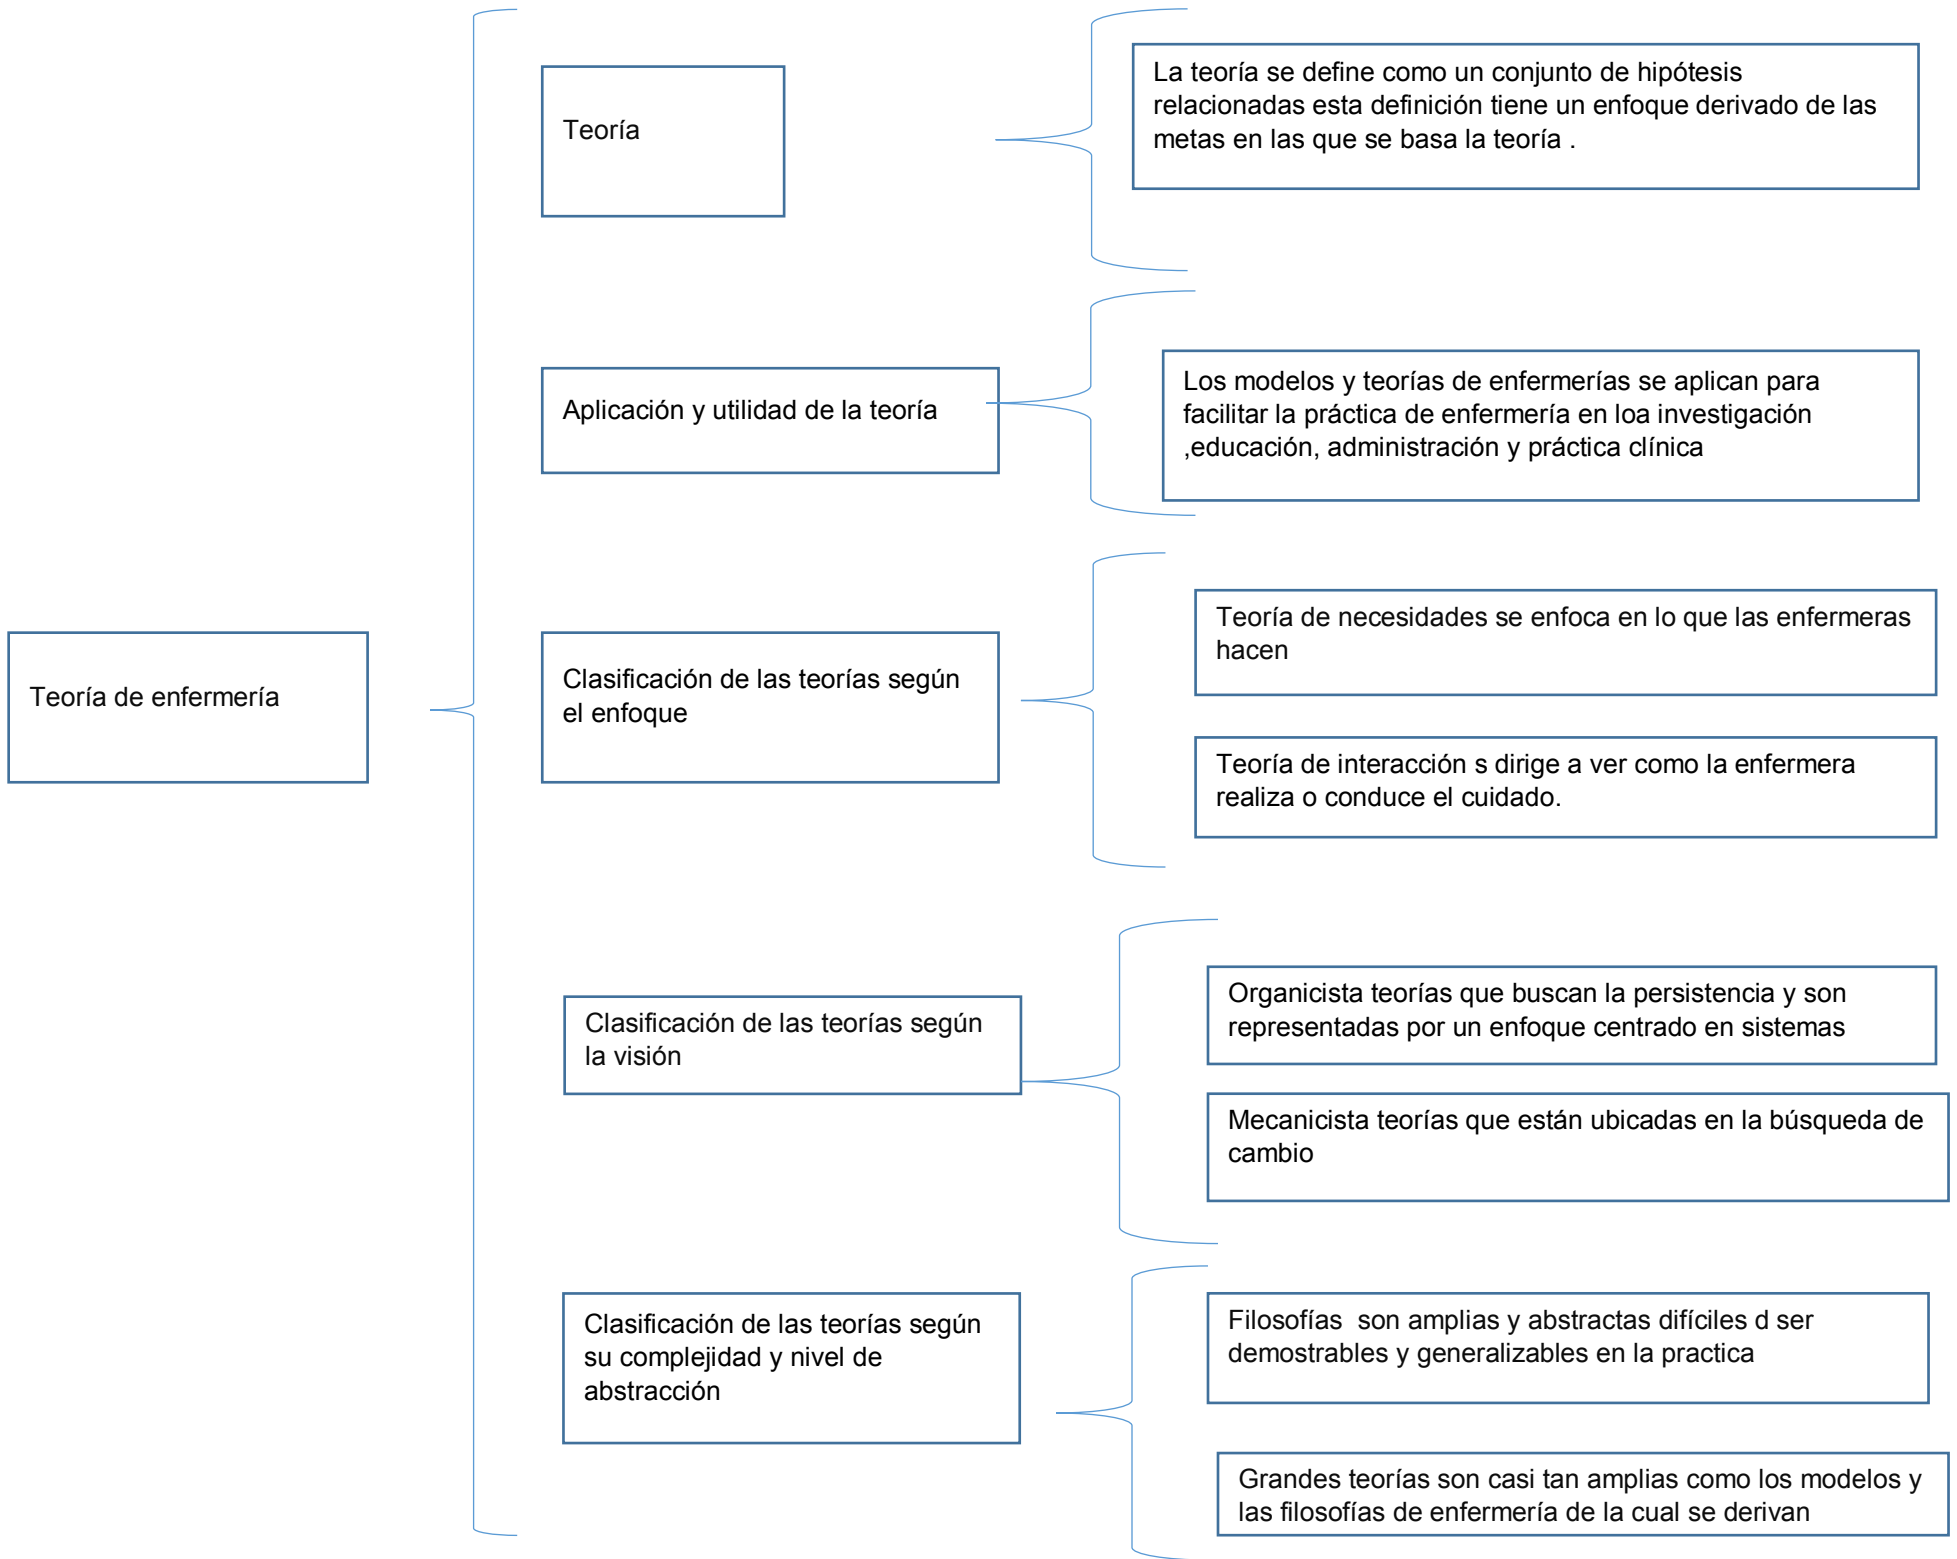 Teoría de enfermería
Teoría
La teoría se define como un conjunto de hipótesis
relacionadas esta definición tiene un enfoque derivado de las
metas en las que se basa la teoría .
Aplicación y utilidad de la teoría
Los modelos y teorías de enfermerías se aplican para
facilitar la práctica de enfermería en loa investigación
,educación, administración y práctica clínica
Clasificación de las teorías según
el enfoque
Teoría de necesidades se enfoca en lo que las enfermeras
hacen
Teoría de interacción s dirige a ver como la enfermera
realiza o conduce el cuidado.
Clasificación de las teorías según
la visión
Organicista teorías que buscan la persistencia y son
representadas por un enfoque centrado en sistemas
Mecanicista teorías que están ubicadas en la búsqueda de
cambio
Clasificación de las teorías según
su complejidad y nivel de
abstracción
Filosofías  son amplias y abstractas difíciles d ser
demostrables y generalizables en la practica
Grandes teorías son casi tan amplias como los modelos y
las filosofías de enfermería de la cual se derivan